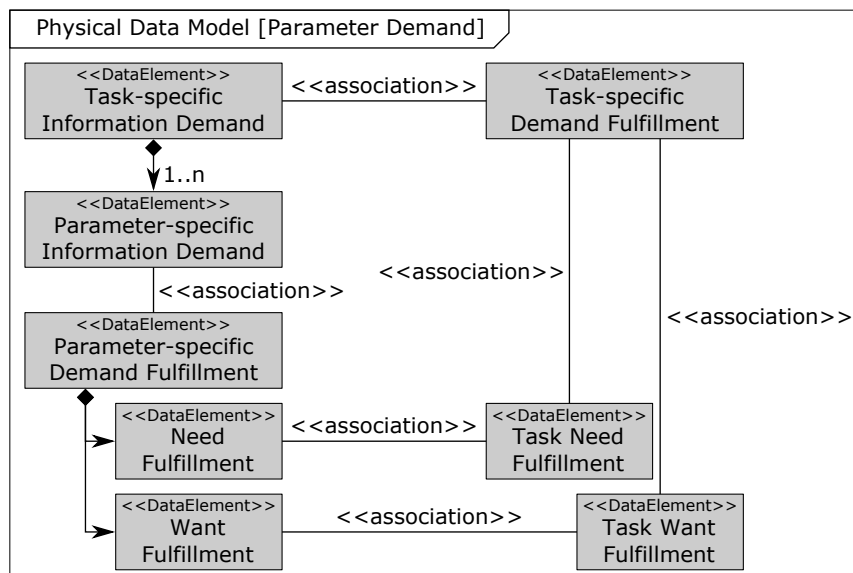 Physical Data Model [Parameter Demand]
<<DataElement>>
Task-specific
Information Demand
<<association>>
<<DataElement>>
Task-specific
Demand Fulfillment
1..n
<<DataElement>>
Parameter-specific
Information Demand
<<association>>
<<association>>
<<association>>
<<DataElement>>
Parameter-specific
Demand Fulfillment
<<DataElement>>
Need
Fulfillment
<<association>>
<<DataElement>>
Task Need
Fulfillment
<<DataElement>>
Want
Fulfillment
<<association>>
<<DataElement>>
Task Want
Fulfillment